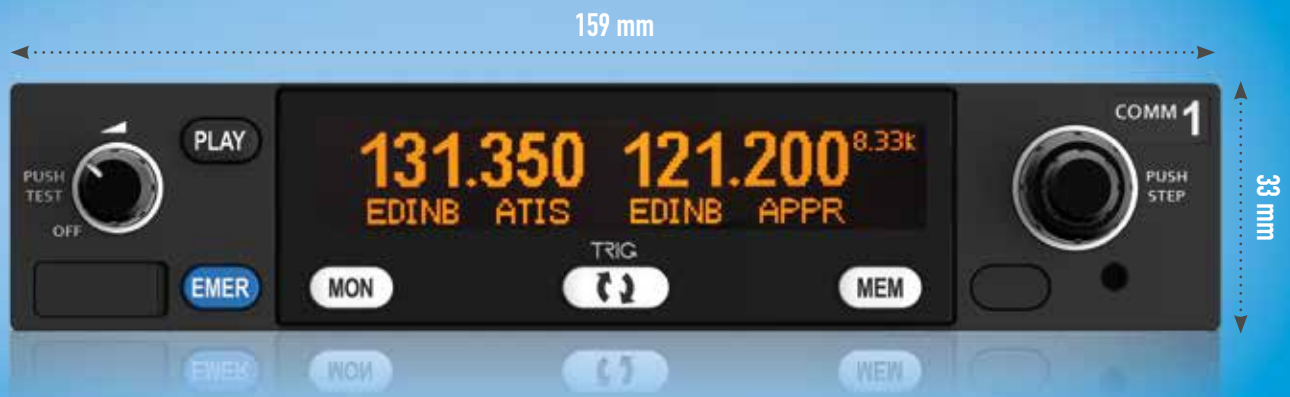 159 mm
COMM 1
PLAY
131.350 121.200 8.33k
PUSH
TEST
PUSH
STEP
33 mm
EDINB ATIS EDINB APPR
OFF
TRIG
EMER
MON
MEM